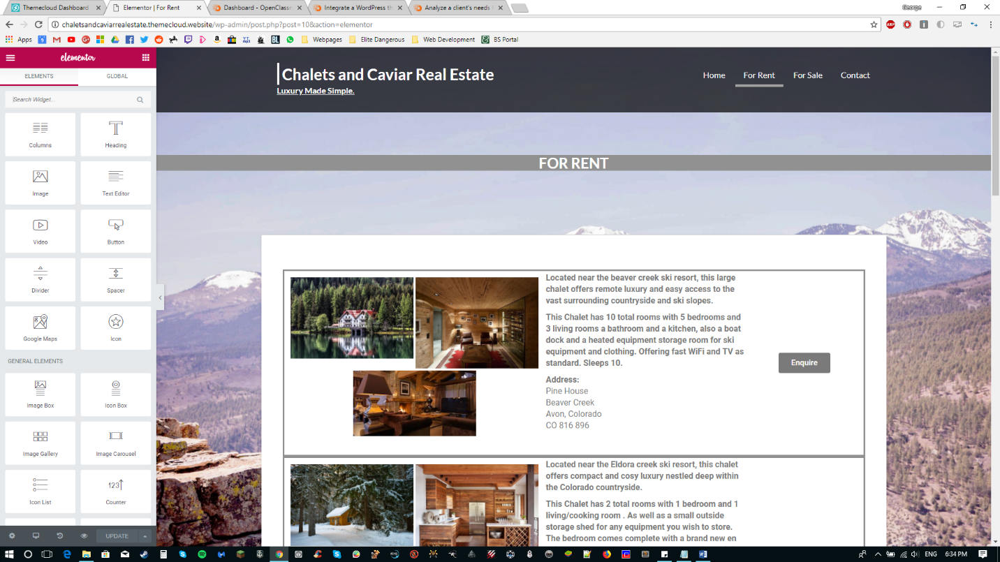 Themecloud Dashboard
Elementor | For Rent
Dashboard - OpenClassr
Integrate a WordPress th
Analyze a client's needs
George
chaletsandcaviarrealestate.themecloud.website/wp-admin/post.php?post=10&action=elementor
ABP
Apps
Webpages
Elite Dangerous
Web Development
BS Portal
elementor
ELEMENTS
GLOBAL
Search Widget...
Columns
Heading
Image
Text Editor
Video
Button
Divider
Spacer
Google Maps
Icon
GENERAL ELEMENTS
Image Box
Icon Box
Image Gallery
Image Carousel
Icon List
123
Counter
UPDATE
Chalets and Caviar Real Estate
Luxury Made Simple.
Home
For Rent
For Sale
Contact
FOR RENT
Located near the beaver creek ski resort, this large
chalet offers remote luxury and easy access to the
vast surrounding countryside and ski slopes.
This Chalet has 10 total rooms with 5 bedrooms and
3 living rooms a bathroom and a kitchen, also a boat
dock and a heated equipment storage room for ski
equipment and clothing. Offering fast WiFi and TV as
standard. Sleeps 10.
Address:
Pine House
Beaver Creek
Avon, Colorado
CO 816 896
Enquire
Located near the Eldora creek ski resort, this chalet
offers compact and cosy luxury nestled deep within
the Colorado countryside.
This Chalet has 2 total rooms with 1 bedroom and 1
living/cooking room . As well as a small outside
storage shed for any equipment you wish to store.
The bedroom comes complete with a brand new en
ENG
6:34 PM